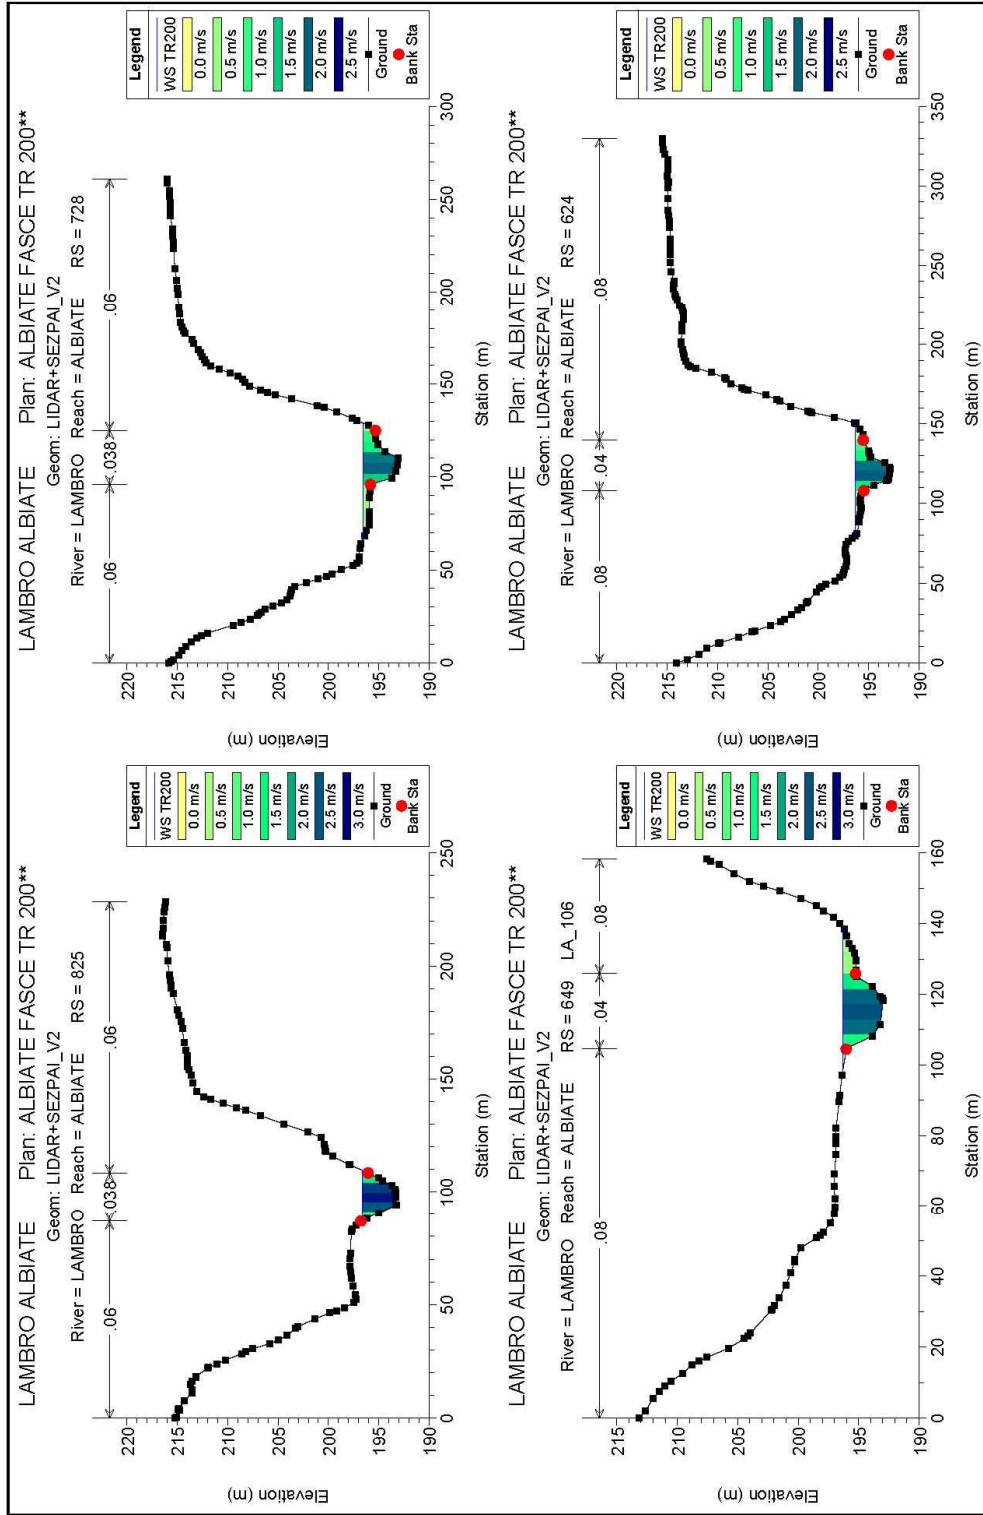 LAMBRO ALBIATE Plan: ALBIATE FASCE TR 200**
Geom: LIDAR+SEZPAI_V2
River = LAMBRO Reach = ALBIATE RS = 825
.06
.038
.06
Elevation (m)
220
215
210
205
200
195
190
0
50
100
150
200
250
Station (m)
Legend
WS TR200
0.0 m/s
0.5 m/s
1.0 m/s
1.5 m/s
2.0 m/s
2.5 m/s
3.0 m/s
Ground
Bank Sta
LAMBRO ALBIATE Plan: ALBIATE FASCE TR 200**
Geom: LIDAR+SEZPAI_V2
River = LAMBRO Reach = ALBIATE RS = 728
.06
.038
.06
Elevation (m)
220
215
210
205
200
195
190
0
50
100
150
200
250
300
Station (m)
Legend
WS TR200
0.0 m/s
0.5 m/s
1.0 m/s
1.5 m/s
2.0 m/s
2.5 m/s
Ground
Bank Sta
LAMBRO ALBIATE Plan: ALBIATE FASCE TR 200**
Geom: LIDAR+SEZPAI_V2
River = LAMBRO Reach = ALBIATE RS = 649 LA_106
.08
.04
.08
Elevation (m)
215
210
205
200
195
190
0
20
40
60
80
100
120
140
160
Station (m)
Legend
WS TR200
0.0 m/s
0.5 m/s
1.0 m/s
1.5 m/s
2.0 m/s
2.5 m/s
3.0 m/s
Ground
Bank Sta
LAMBRO ALBIATE Plan: ALBIATE FASCE TR 200**
Geom: LIDAR+SEZPAI_V2
River = LAMBRO Reach = ALBIATE RS = 624
.08
.04
.08
Elevation (m)
220
215
210
205
200
195
190
0
50
100
150
200
250
300
350
Station (m)
Legend
WS TR200
0.0 m/s
0.5 m/s
1.0 m/s
1.5 m/s
2.0 m/s
2.5 m/s
Ground
Bank Sta